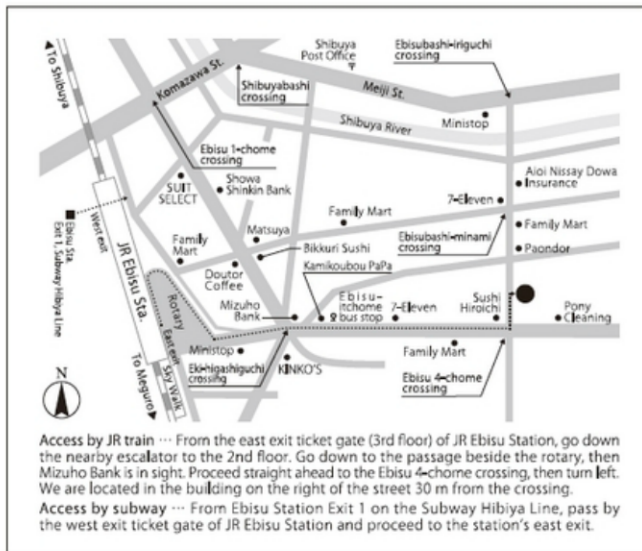 To Shibuya
Komazawa St.
Shibuyabashi
crossing
Shibuya
Post Office
Meiji St.
Ebisubashi-iriguchi
crossing
Shibuya River
Ministop
Ebisu 1-chome
crossing
SUIT
SELECT
Showa
Shinkin Bank
Aioi Nissay Dowa
Insurance
7-Eleven
Ebisu Sta.
Exit 1, Subway Hibiya Line
West exit
JR Ebisu Sta.
Family
Mart
Matsuya
Family Mart
Bikkuri Sushi
Ebisubashi-minami
crossing
Family Mart
Paondor
Doutor
Coffee
Kamikoubou PaPa
Rotary
East exit
Mizuho
Bank
Ebisu-
itchome
bus stop
7-Eleven
Sushi
Hiroichi
Pony
Cleaning
Ministop
Eki-higashiguchi
crossing
KINKO'S
Family Mart
Ebisu 4-chome
crossing
Sky Walk
To Meguro
N
Access by JR train ··· From the east exit ticket gate (3rd floor) of JR Ebisu Station, go down
the nearby escalator to the 2nd floor. Go down to the passage beside the rotary, then
Mizuho Bank is in sight. Proceed straight ahead to the Ebisu 4-chome crossing, then turn left.
We are located in the building on the right of the street 30 m from the crossing.
Access by subway ··· From Ebisu Station Exit 1 on the Subway Hibiya Line, pass by
the west exit ticket gate of JR Ebisu Station and proceed to the station's east exit.